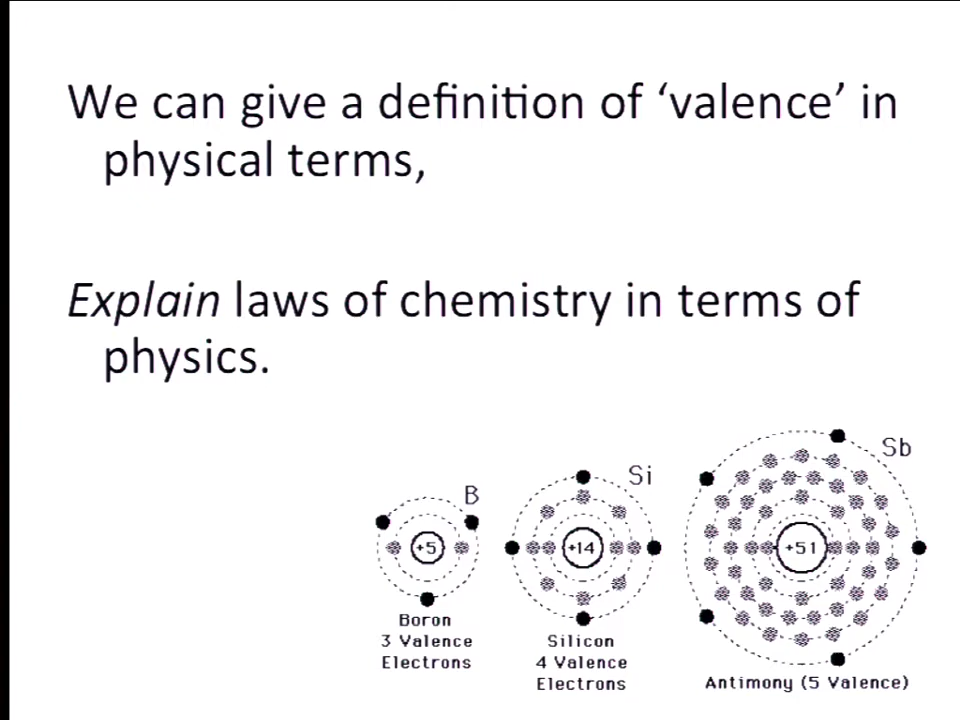 We can give a definition of ‘valence’ in
physical terms,
Explain laws of chemistry in terms of
physics.
B
Si
Sb
+5
+14
+51
Boron
3 Valence
Electrons
Silicon
4 Valence
Electrons
Antimony (5 Valence)